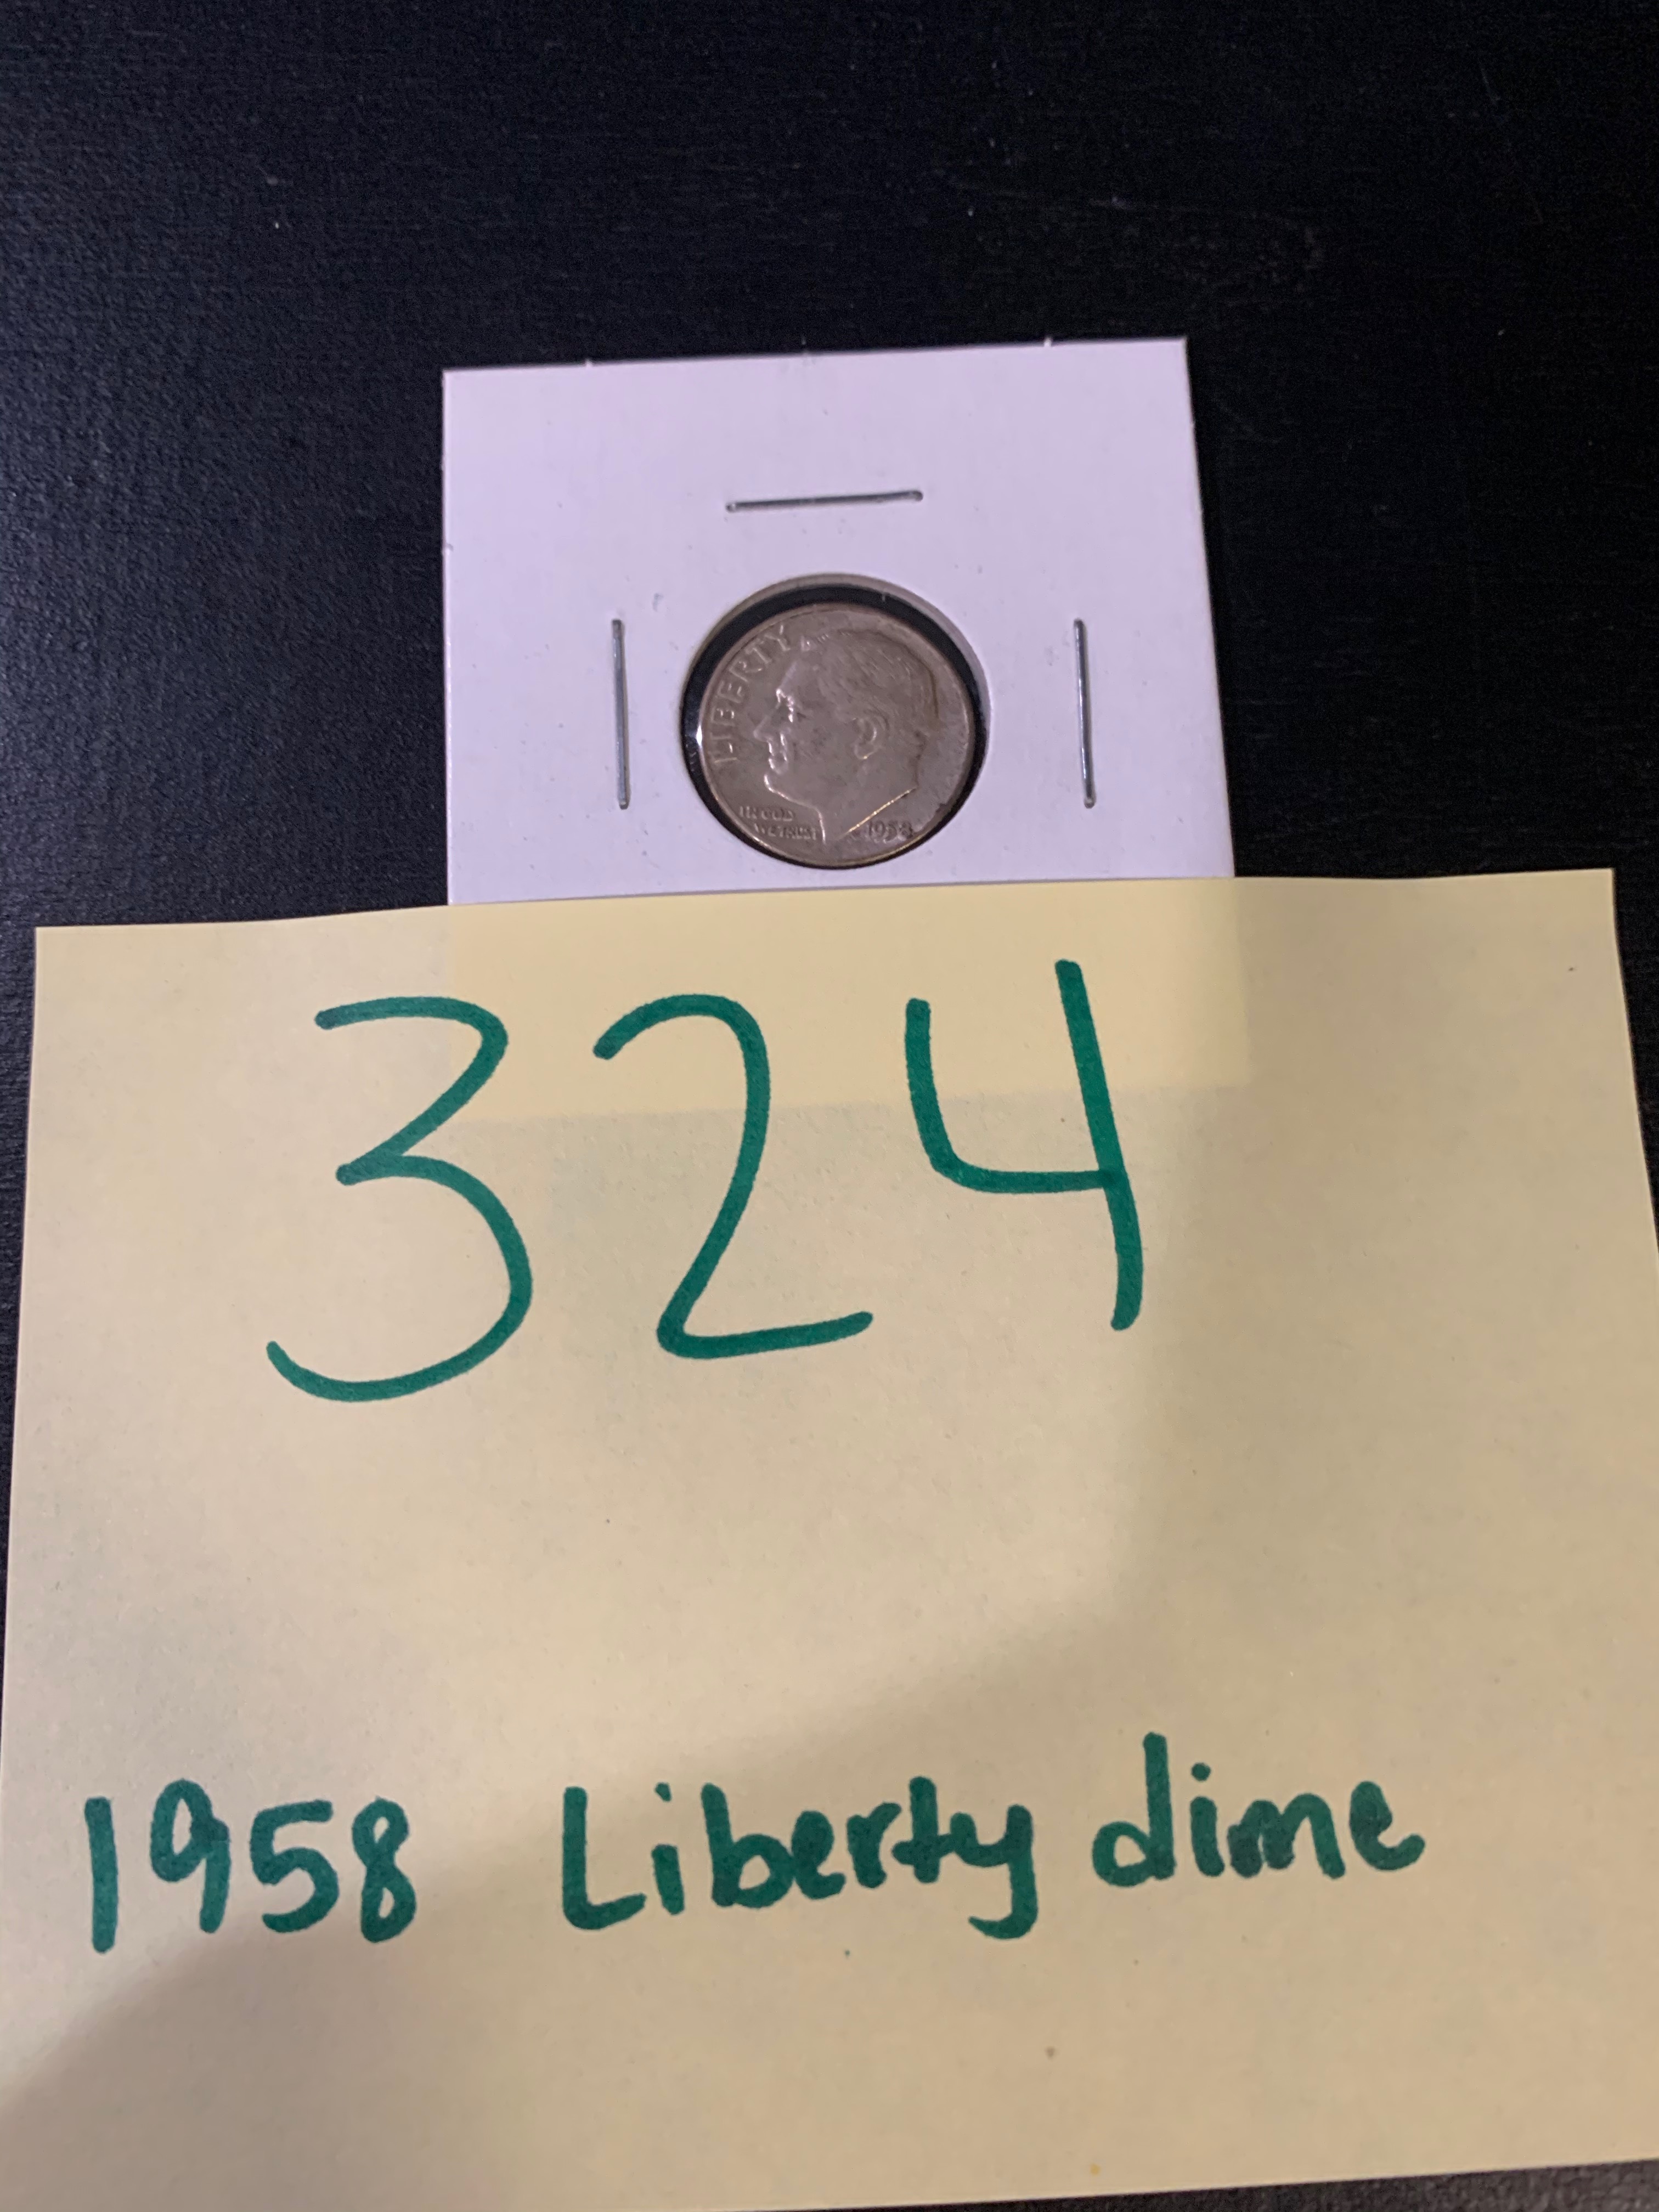 LIBERTY
IN GOD
WE TRUST
1958
324
1958 Liberty dime